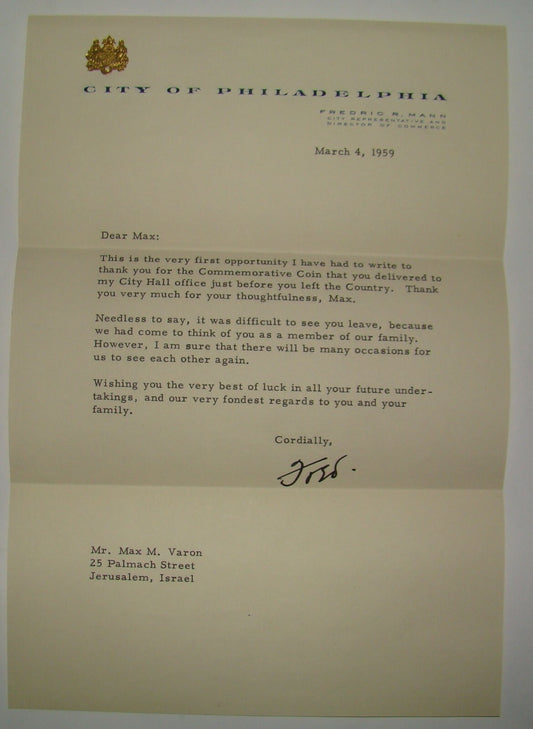 CITY OF PHILADELPHIA
FREDRIC R. MANN
CITY REPRESENTATIVE AND
DIRECTOR OF COMMERCE
March 4, 1959
Dear Max:
This is the very first opportunity I have had to write to
thank you for the Commemorative Coin that you delivered to
my City Hall office just before you left the Country. Thank
you very much for your thoughtfulness, Max.
Needless to say, it was difficult to see you leave, because
we had come to think of you as a member of our family.
However, I am sure that there will be many occasions for
us to see each other again.
Wishing you the very best of luck in all your future under-
takings, and our very fondest regards to you and your
family.
Cordially,
Fred.
Mr. Max M. Varon
25 Palmach Street
Jerusalem, Israel